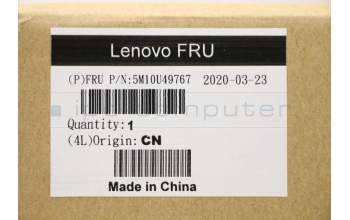 Lenovo FRU
(P)FRU P/N:5M10U49767 2020-03-23
Quantity:1
(4L)Origin:CN
Made in China